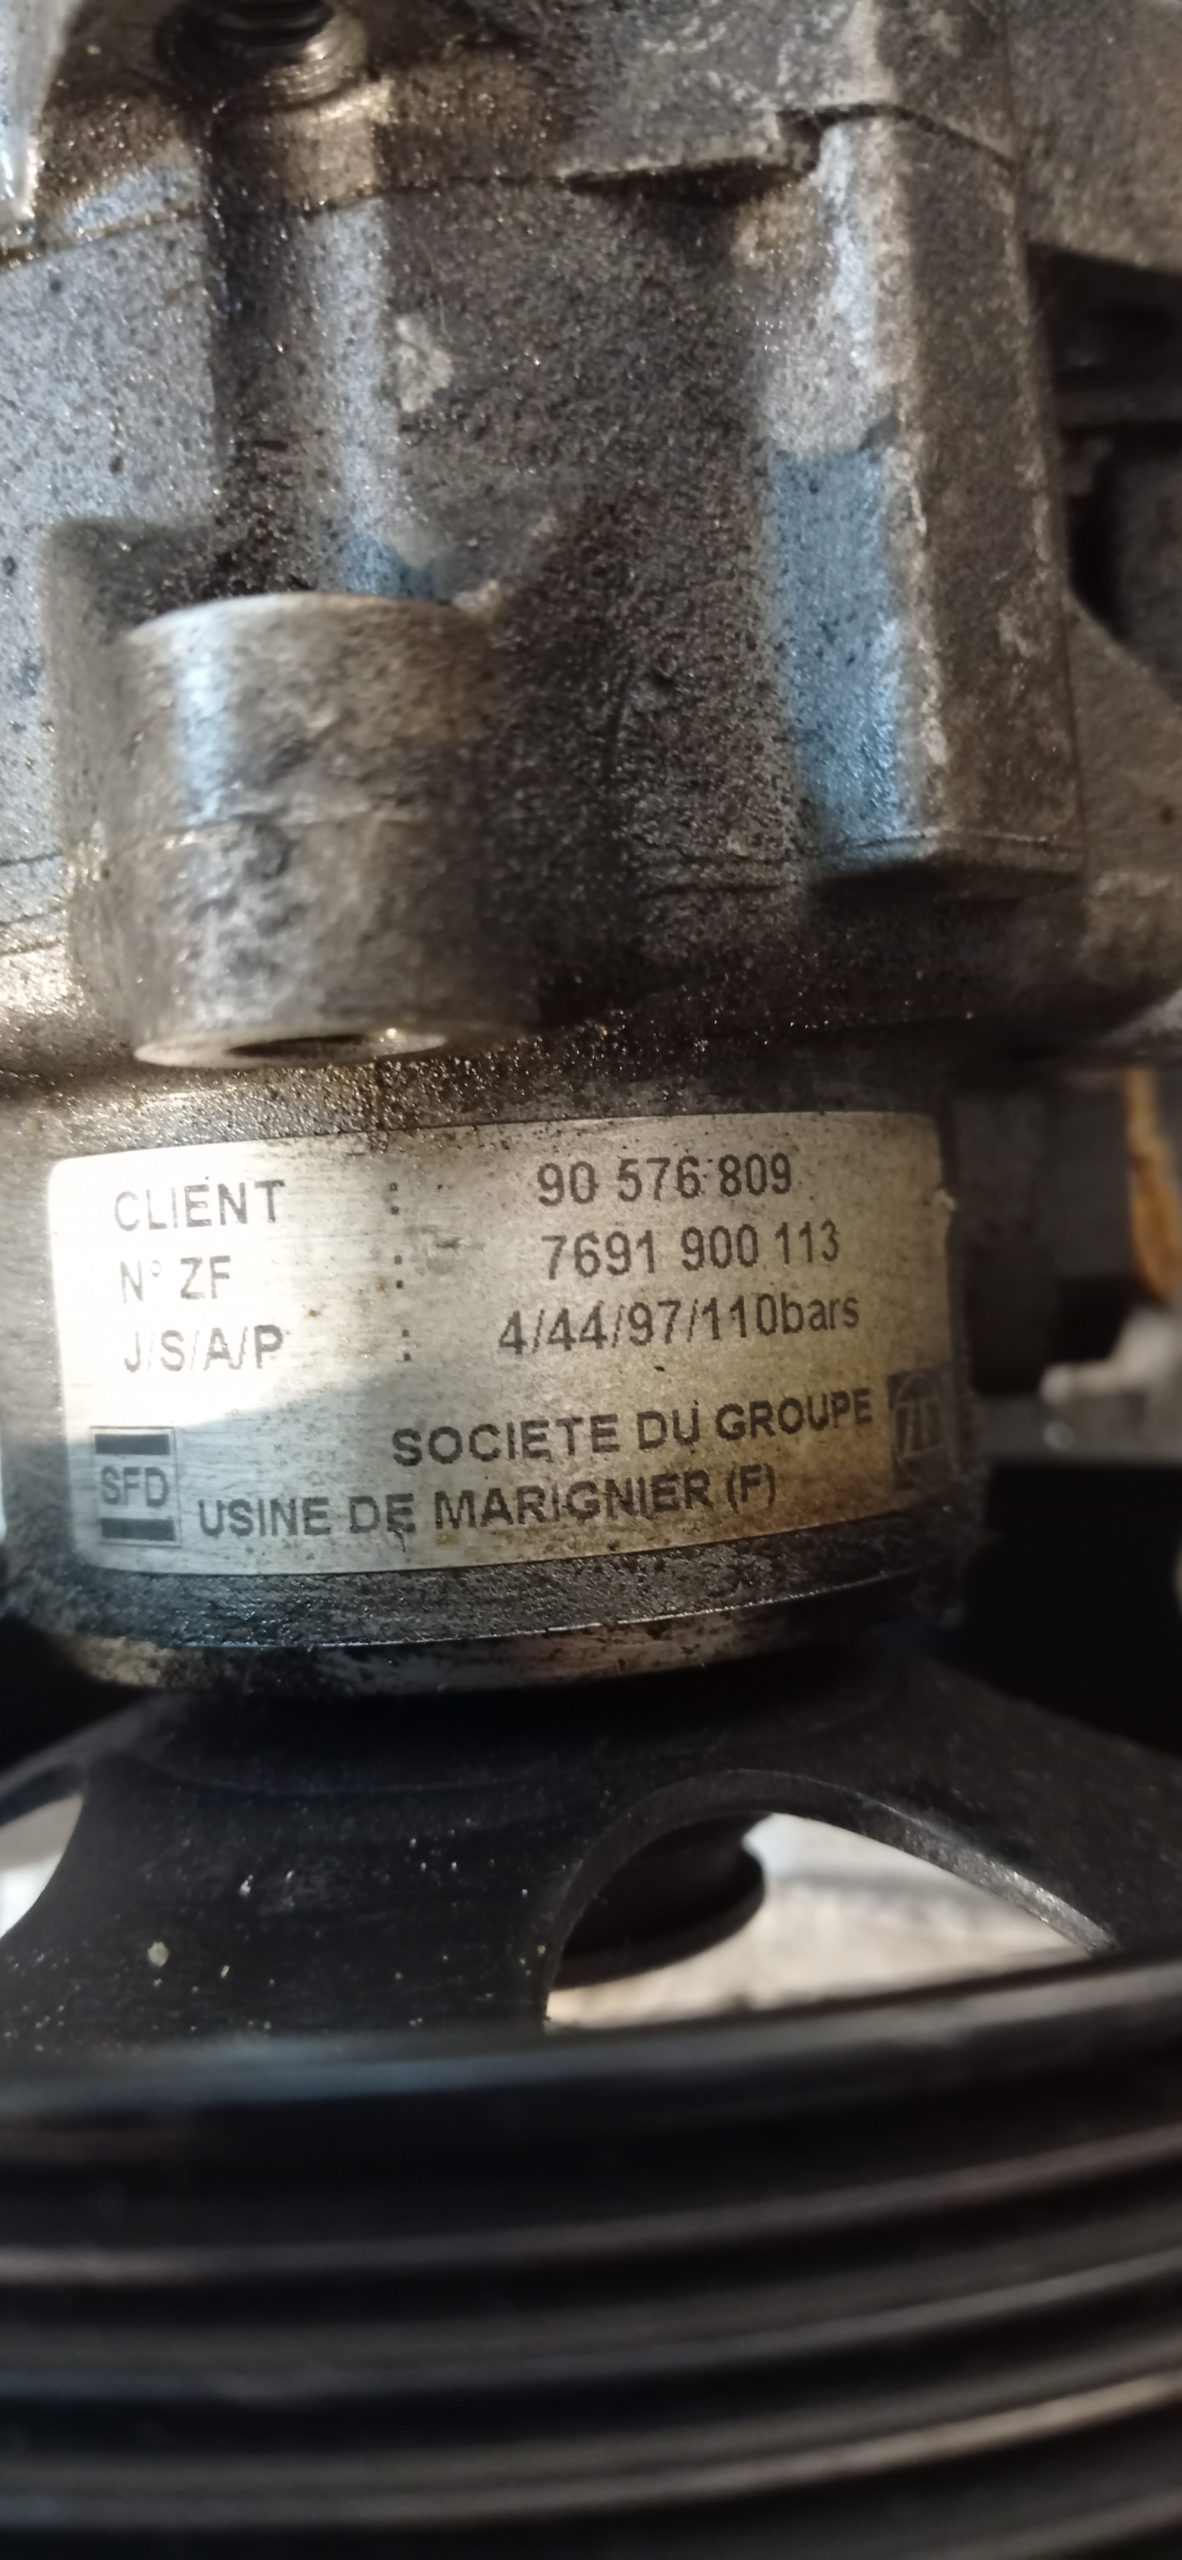 CLIENT : 90 576 809
N° ZF : 7691 900 113
J/S/A/P : 4/44/97/110bars
SOCIETE DU GROUPE ZF
SFD USINE DE MARIGNIER (F)